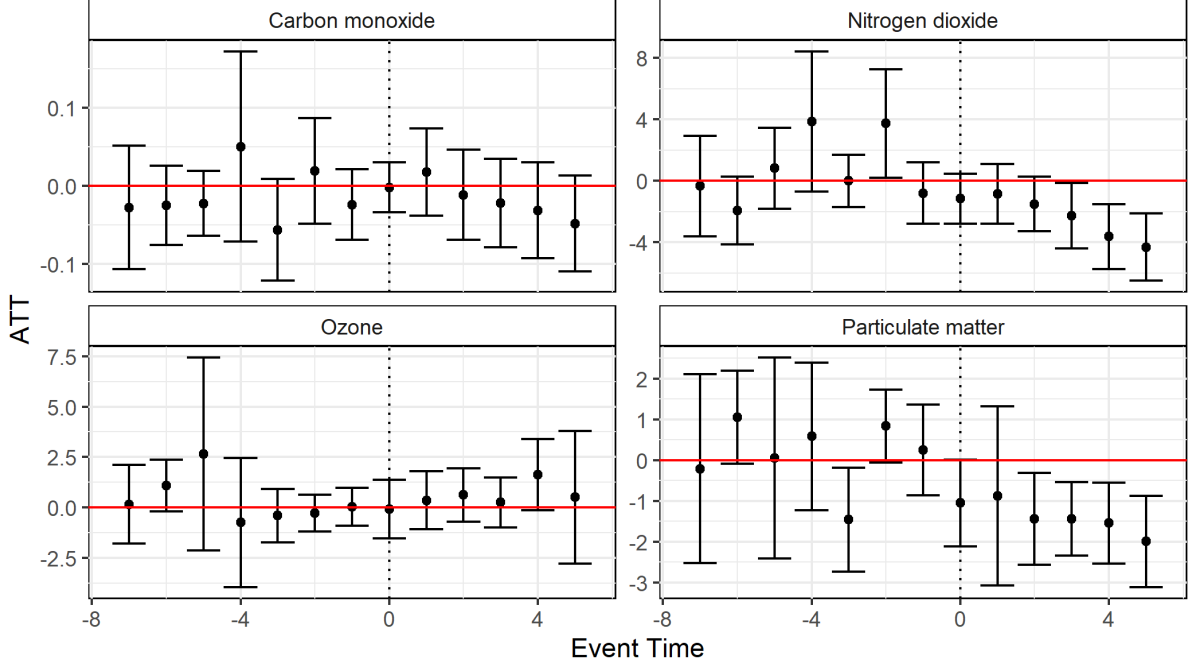 Carbon monoxide
Nitrogen dioxide
0.1
0.0
-0.1
8
4
0
-4
ATT
Ozone
Particulate matter
7.5
5.0
2.5
0.0
-2.5
2
1
0
-1
-2
-3
-8 -4 0 4
-8 -4 0 4
Event Time